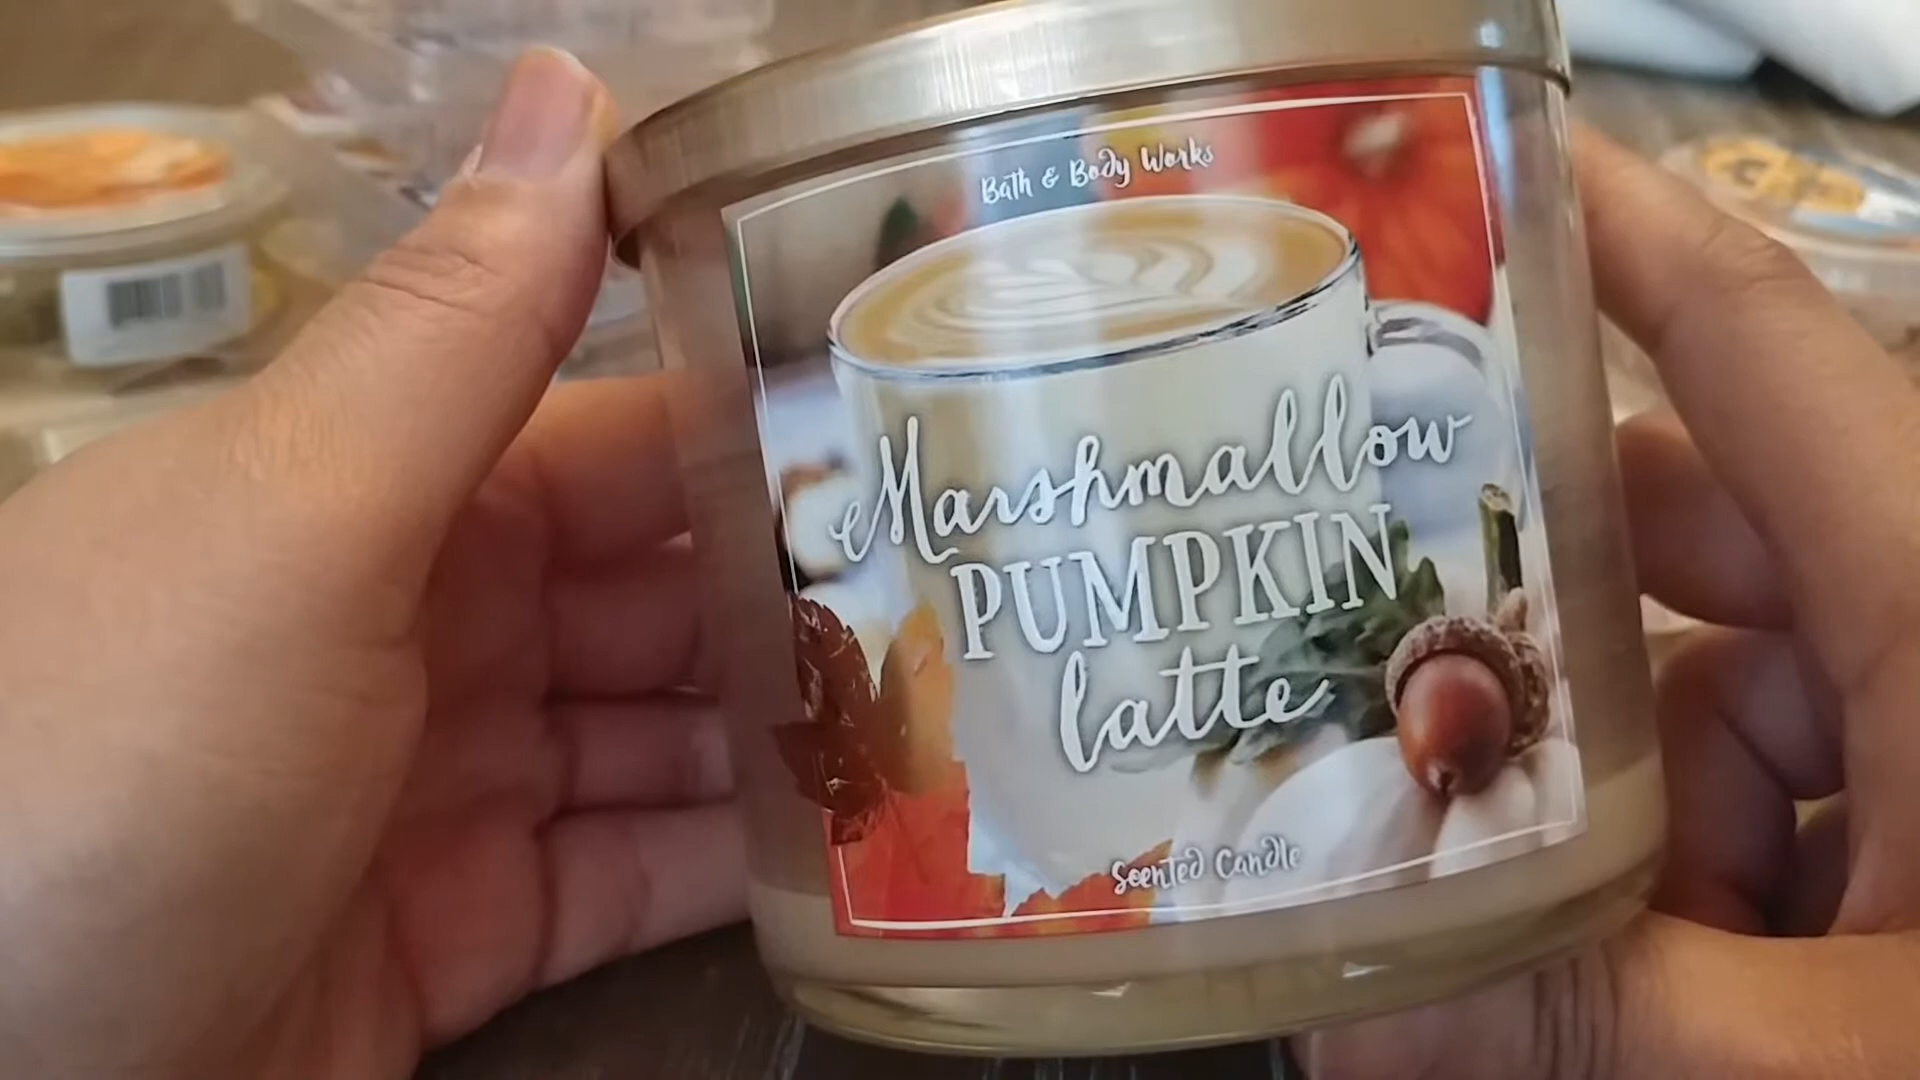 Bath & Body Works
Marshmallow
PUMPKIN
latte
Scented Candle